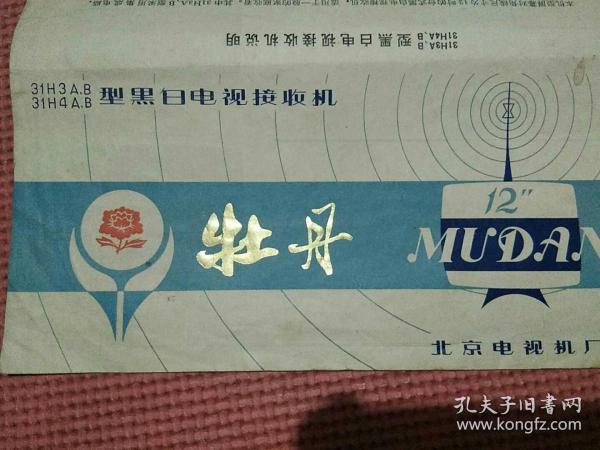 31H3A.B
31H4A.B 型黑白电视接收机说明
31H3A.B
31H4A.B 型黑白电视接收机
牡丹
12"
MUDAN
北京电视机厂
孔夫子旧书网
www.kongfz.com